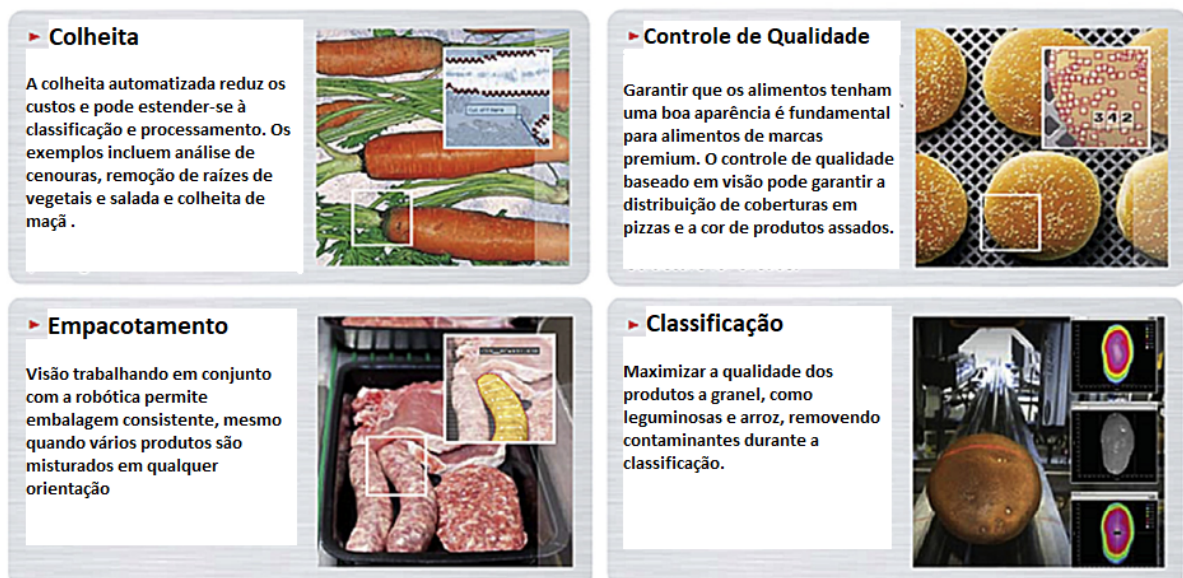 Colheita
A colheita automatizada reduz os
custos e pode estender-se à
classificação e processamento. Os
exemplos incluem análise de
cenouras, remoção de raízes de
vegetais e salada e colheita de
maçã .
Controle de Qualidade
Garantir que os alimentos tenham
uma boa aparência é fundamental
para alimentos de marcas
premium. O controle de qualidade
baseado em visão pode garantir a
distribuição de coberturas em
pizzas e a cor de produtos assados.
3 4 2
Empacotamento
Visão trabalhando em conjunto
com a robótica permite
embalagem consistente, mesmo
quando vários produtos são
misturados em qualquer
orientação
Classificação
Maximizar a qualidade dos
produtos a granel, como
leguminosas e arroz, removendo
contaminantes durante a
classificação.